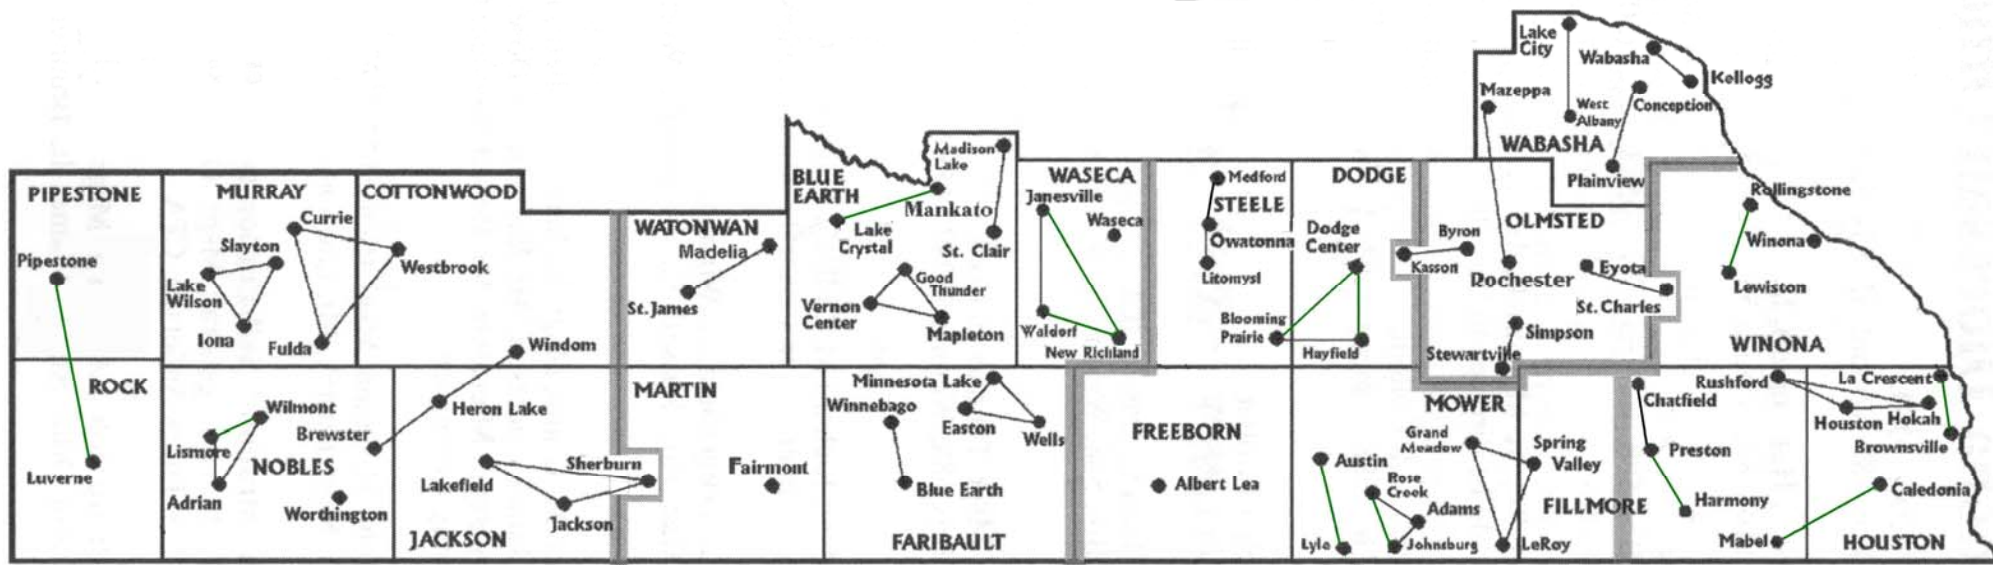 PIPESTONE
Pipestone
ROCK
Luverne
MURRAY
Currie
Slayton
Lake
Wilson
Iona
Fulda
COTTONWOOD
Westbrook
Windom
Wilmont
Lismore
NOBLES
Adrian
Worthington
Brewster
Heron Lake
Lakefield
Jackson
Sherburn
JACKSON
WATONWAN
Madelia
St. James
MARTIN
Fairmont
BLUE
EARTH
Madison
Lake
Mankato
Lake
Crystal
St. Clair
Good
Thunder
Vernon
Center
Mapleton
Minnesota Lake
Winnebago
Easton
Wells
Blue Earth
FARIBAULT
WASECA
Janesville
Waseca
Waldorf
New Richland
FREEBORN
Albert Lea
Medford
STEELE
Owatonna
Litomysl
DODGE
Dodge
Center
Kasson
Blooming
Prairie
Hayfield
Byron
OLMSTED
Rochester
Eyota
St. Charles
Simpson
Stewartville
MOWER
Grand
Meadow
Austin
Rose
Creek
Adams
Lyle
Johnsburg
LeRoy
Spring
Valley
FILLMORE
Chatfield
Preston
Harmony
Mabel
Lake
City
Wabasha
Kellogg
Mazeppa
West
Albany
Conception
WABASHA
Plainview
Rollingstone
Winona
Lewiston
WINONA
Rushford
La Crescent
Houston
Hokah
Brownsville
Caledonia
HOUSTON